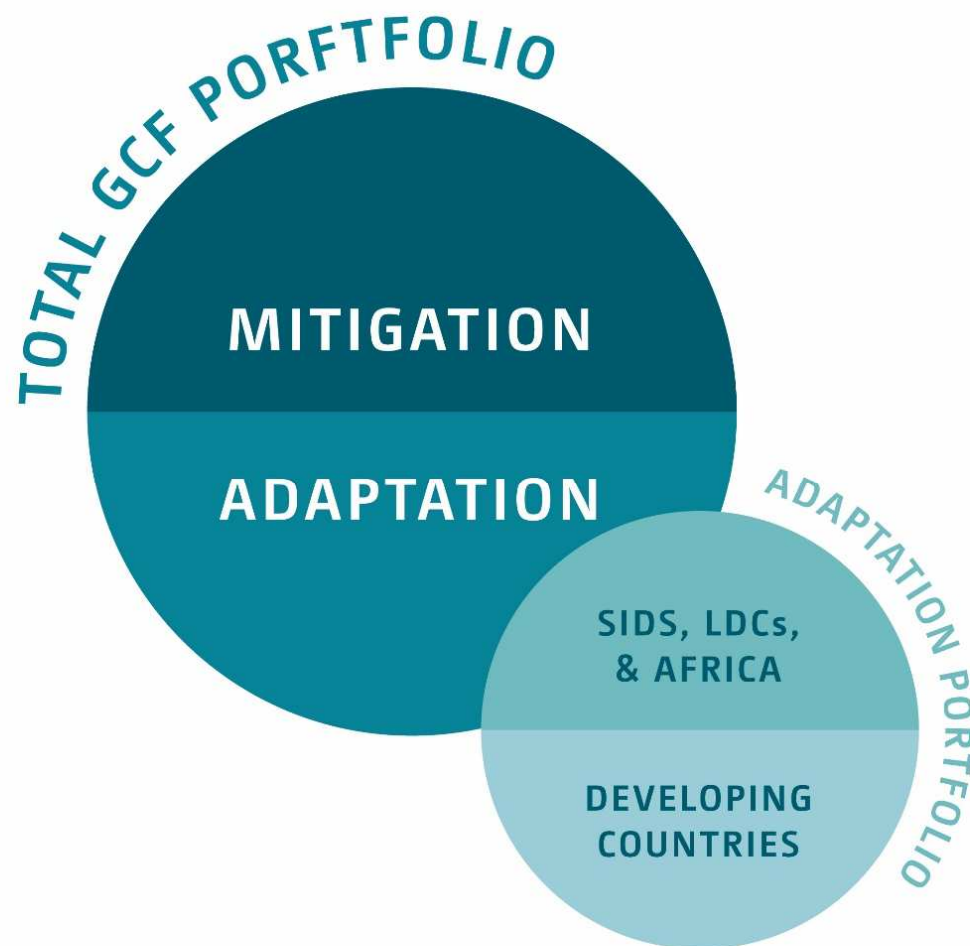 TOTAL GCF PORFTFOLIO
MITIGATION
ADAPTATION
ADAPTATION PORTFOLIO
SIDS, LDCs,
& AFRICA
DEVELOPING
COUNTRIES